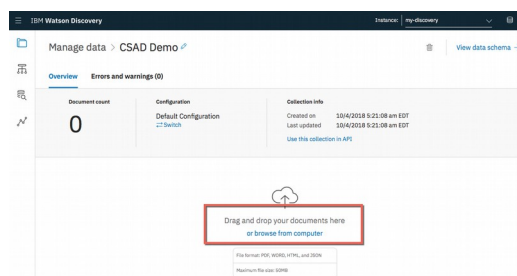 IBM Watson Discovery
Instance: my-discovery
Manage data > CSAD Demo
View data schema
Overview
Errors and warnings (0)
Document count
0
Configuration
Default Configuration
Switch
Collection info
Created on 10/4/2018 5:21:08 am EDT
Last updated 10/4/2018 5:21:08 am EDT
Use this collection in API
Drag and drop your documents here
or browse from computer
File format: PDF, WORD, HTML, and JSON
Maximum file size: 50MB